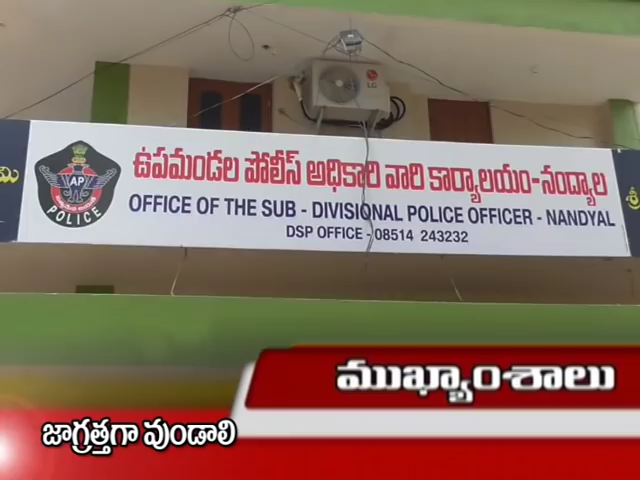 LG
ఉపమండల పోలీస్ అధికారి వారి కార్యాలయం-నంద్యాల
AP
POLICE
OFFICE OF THE SUB - DIVISIONAL POLICE OFFICER - NANDYAL
DSP OFFICE - 08514 243232
ముఖ్యాంశాలు
జాగ్రత్తగా వుండాలి